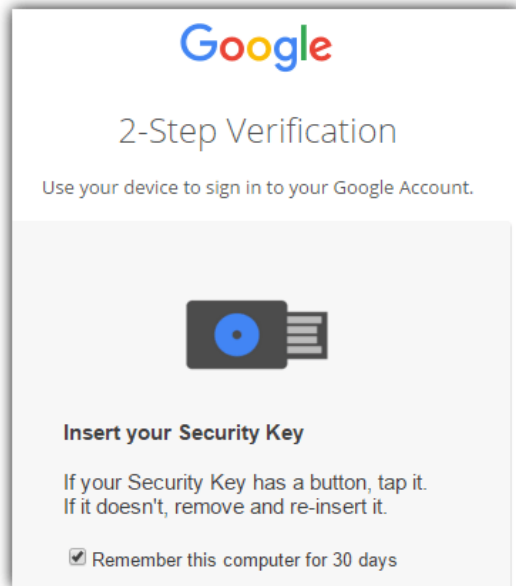 Google
2-Step Verification
Use your device to sign in to your Google Account.
Insert your Security Key
If your Security Key has a button, tap it.
If it doesn't, remove and re-insert it.
Remember this computer for 30 days